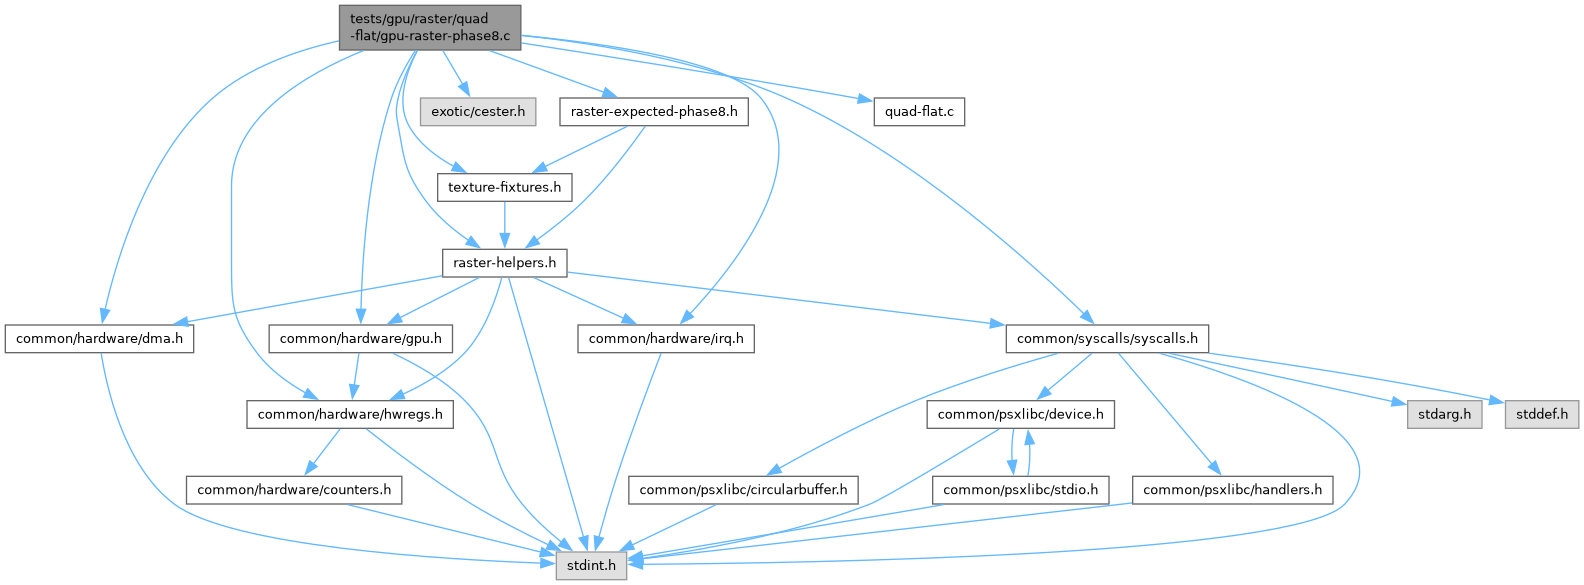 tests/gpu/raster/quad
-flat/gpu-raster-phase8.c
exotic/cester.h
raster-expected-phase8.h
quad-flat.c
texture-fixtures.h
raster-helpers.h
common/hardware/dma.h
common/hardware/gpu.h
common/hardware/irq.h
common/syscalls/syscalls.h
common/hardware/hwregs.h
common/psxlibc/device.h
stdarg.h
stddef.h
common/hardware/counters.h
common/psxlibc/circularbuffer.h
common/psxlibc/stdio.h
common/psxlibc/handlers.h
stdint.h